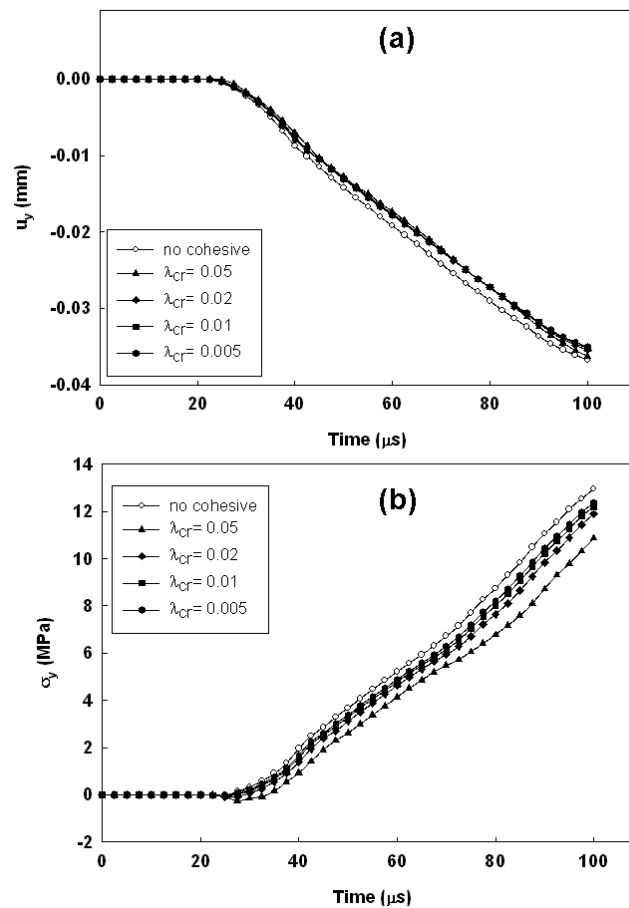 (a)
0.00
-0.01
-0.02
-0.03
-0.04
u_y (mm)
no cohesive
λCr= 0.05
λCr= 0.02
λCr= 0.01
λCr= 0.005
0 20 40 60 80 100
Time (μs)
(b)
14
12
10
8
6
4
2
0
-2
σ_y (MPa)
no cohesive
λCr= 0.05
λCr= 0.02
λCr= 0.01
λCr= 0.005
0 20 40 60 80 100
Time (μs)